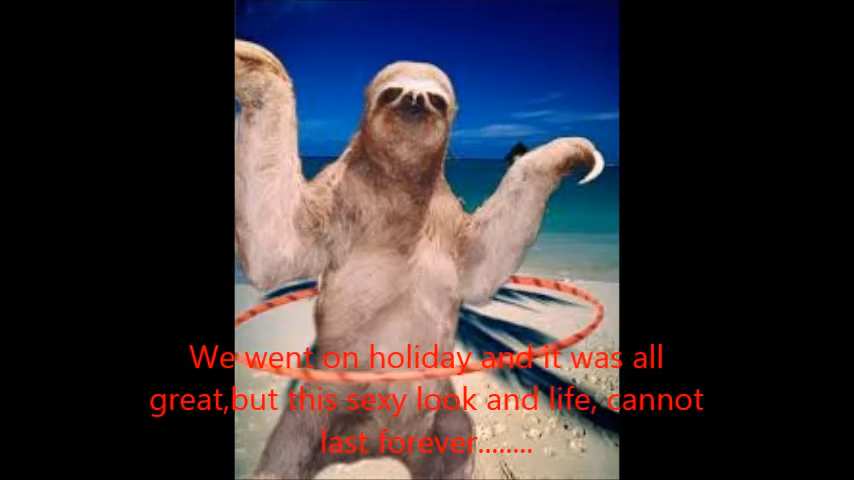 We went on holiday and it was all
great,but this sexy look and life, cannot
last forever........